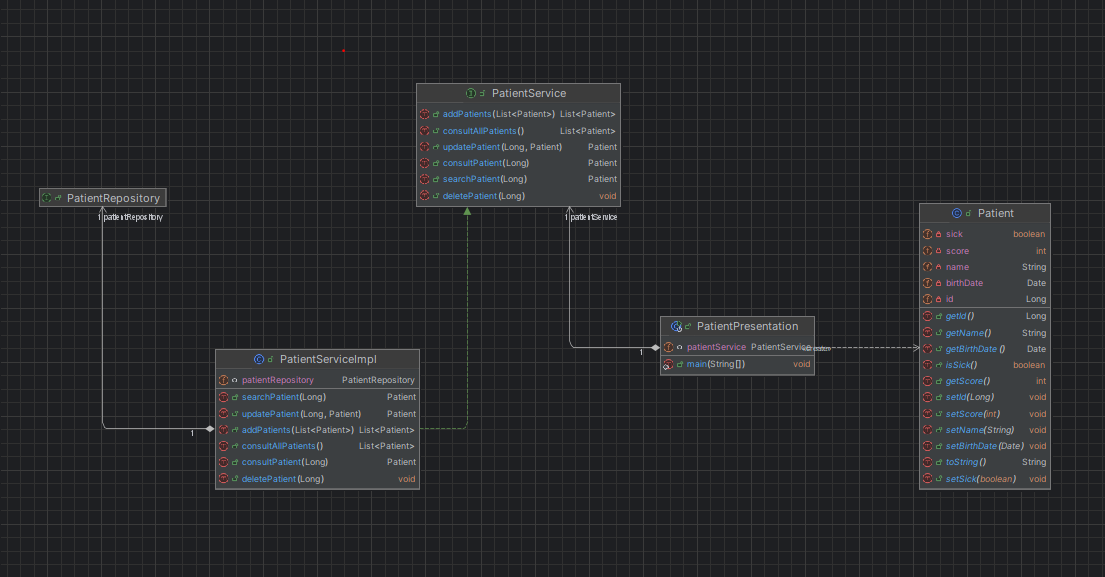 PatientService
addPatients(List<Patient>) List<Patient>
consultAllPatients() List<Patient>
updatePatient(Long, Patient) Patient
consultPatient(Long) Patient
searchPatient(Long) Patient
deletePatient(Long) void
PatientRepository
1 patientRepository
1 patientService
Patient
sick boolean
score int
name String
birthDate Date
id Long
getId() Long
getName() String
getBirthDate() Date
isSick() boolean
getScore() int
setId(Long) void
setScore(int) void
setName(String) void
setBirthDate(Date) void
toString() String
setSick(boolean) void
PatientPresentation
patientService PatientService
main(String[]) void
1
PatientServiceImpl
patientRepository PatientRepository
searchPatient(Long) Patient
updatePatient(Long, Patient) Patient
addPatients(List<Patient>) List<Patient>
consultAllPatients() List<Patient>
consultPatient(Long) Patient
deletePatient(Long) void
1